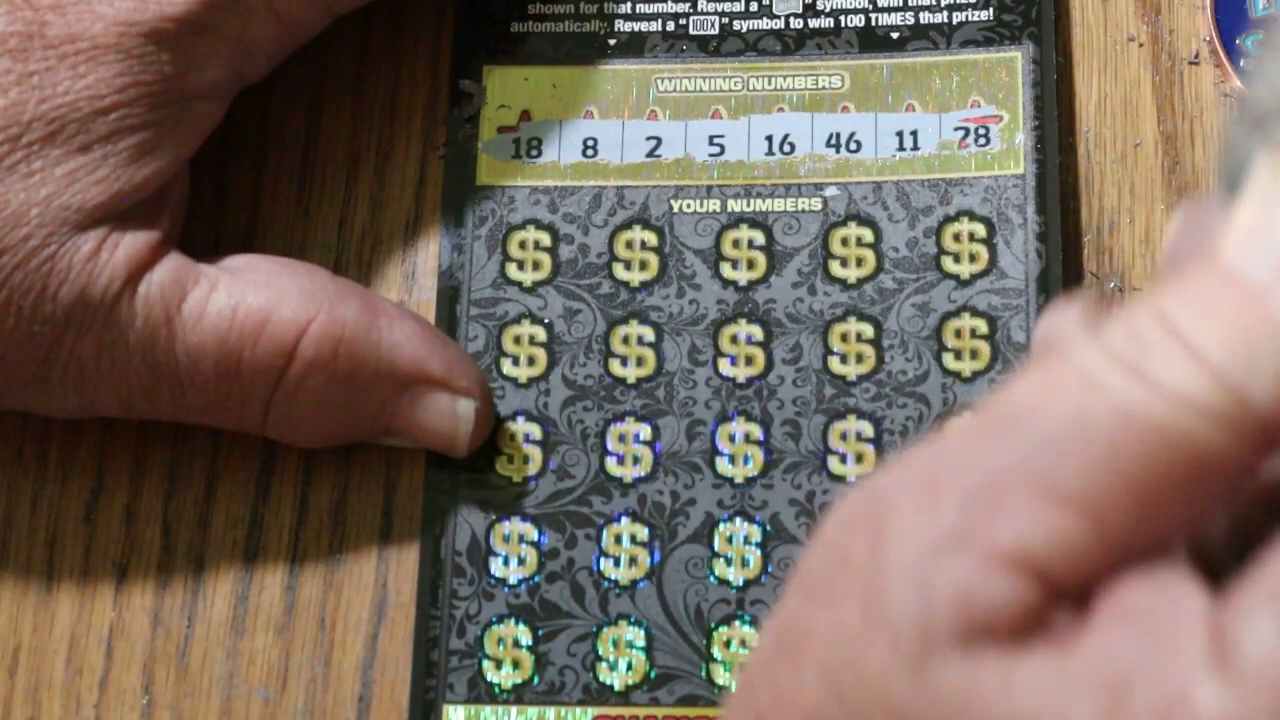 shown for that number. Reveal a " " symbol, win that prize
automatically. Reveal a " 100X " symbol to win 100 TIMES that prize!
WINNING NUMBERS
18 8 2 5 16 46 11 28
YOUR NUMBERS
$ $ $ $ $
$ $ $ $ $
$ $ $ $
$ $ $
$ $ $